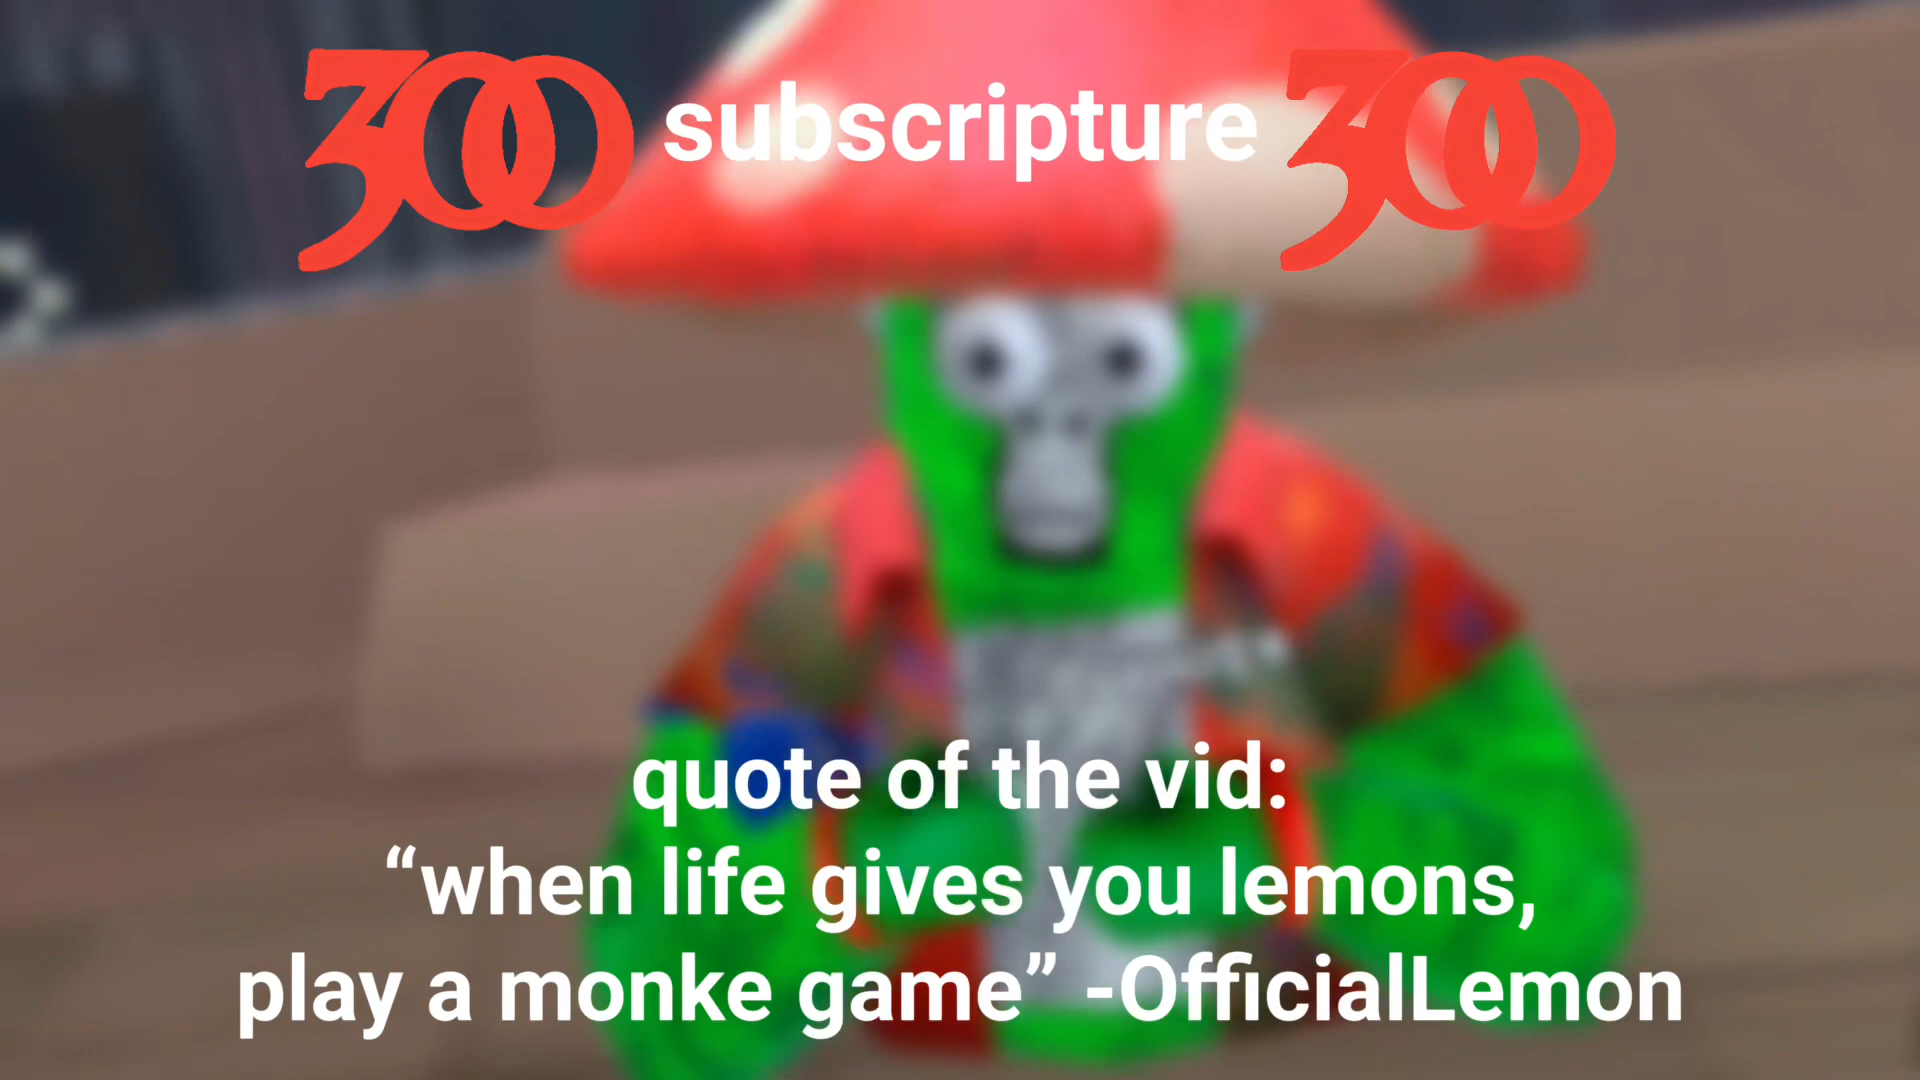 300 subscripture 300
quote of the vid:
“when life gives you lemons,
play a monke game” -OfficialLemon